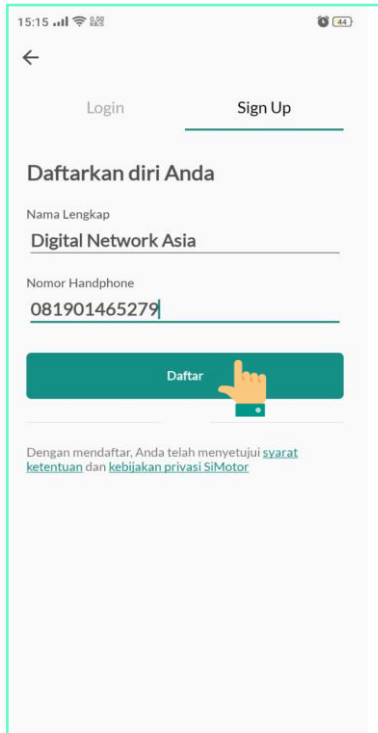 15:15
44
Login Sign Up
Daftarkan diri Anda
Nama Lengkap
Digital Network Asia
Nomor Handphone
081901465279
Daftar
Dengan mendaftar, Anda telah menyetujui syarat
ketentuan dan kebijakan privasi SiMotor